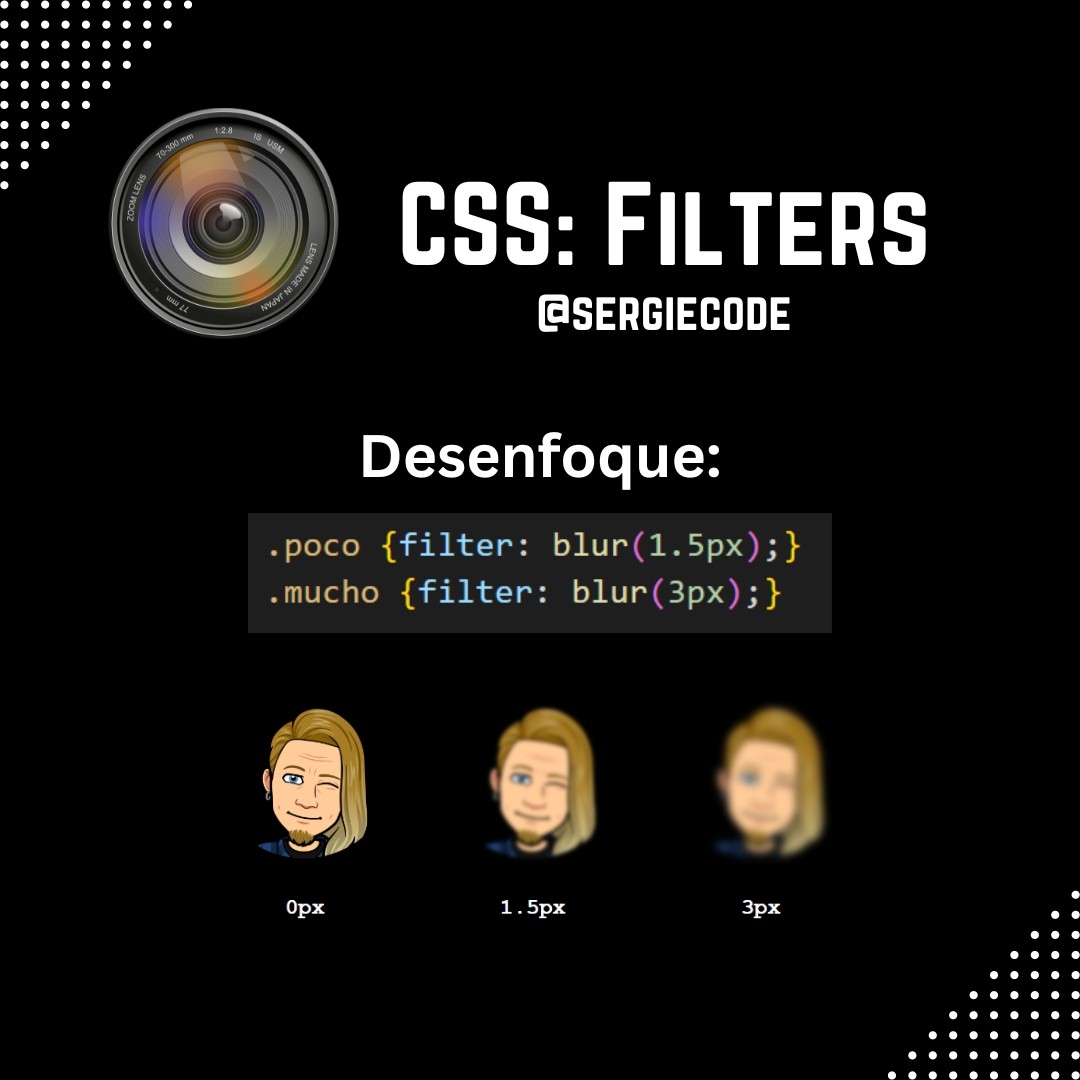 70-300 mm 1:2.8 IS USM
ZOOM LENS
LENS MADE IN JAPAN
77 mm
CSS: FILTERS
@SERGIECODE
Desenfoque:
.poco {filter: blur(1.5px);}
.mucho {filter: blur(3px);}
0px 1.5px 3px